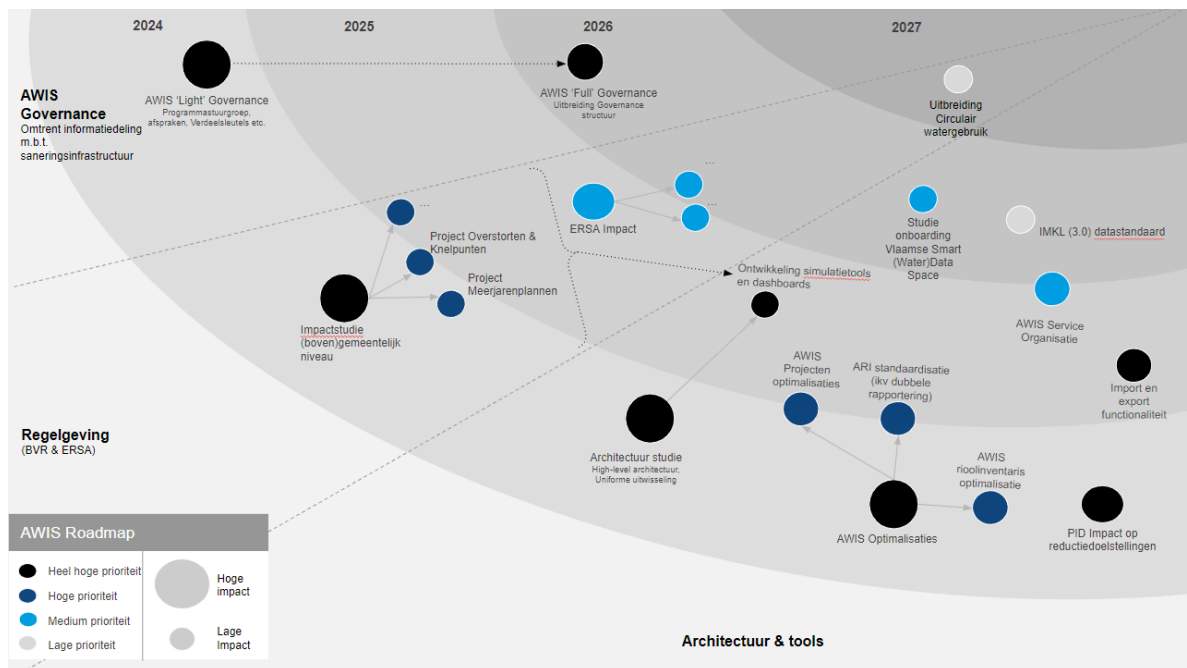 2024
2025
2026
2027
AWIS
Governance
Omtrent informatiedeling
m.b.t.
saneringsinfrastructuur
AWIS 'Light' Governance
Programmastuurgroep,
afspraken, Verdeelsleutels etc.
AWIS 'Full' Governance
Uitbreiding Governance
structuur
Uitbreiding
Circulair
watergebruik
...
...
...
ERSA Impact
Project Overstorten &
Knelpunten
Project
Meerjarenplannen
Impactstudie
(boven)gemeentelijk
niveau
Studie
onboarding
Vlaamse Smart
(Water)Data
Space
IMKL (3.0) datastandaard
Ontwikkeling simulatietools
en dashboards
AWIS Service
Organisatie
AWIS
Projecten
optimalisaties
ARI standaardisatie
(ikv dubbele
rapportering)
Import en
export
functionaliteit
Regelgeving
(BVR & ERSA)
Architectuur studie
High-level architectuur,
Uniforme uitwisseling
AWIS
rioolinventaris
optimalisatie
AWIS Optimalisaties
PID Impact op
reductiedoelstellingen
AWIS Roadmap
Heel hoge prioriteit
Hoge prioriteit
Medium prioriteit
Lage prioriteit
Hoge
impact
Lage
Impact
Architectuur & tools